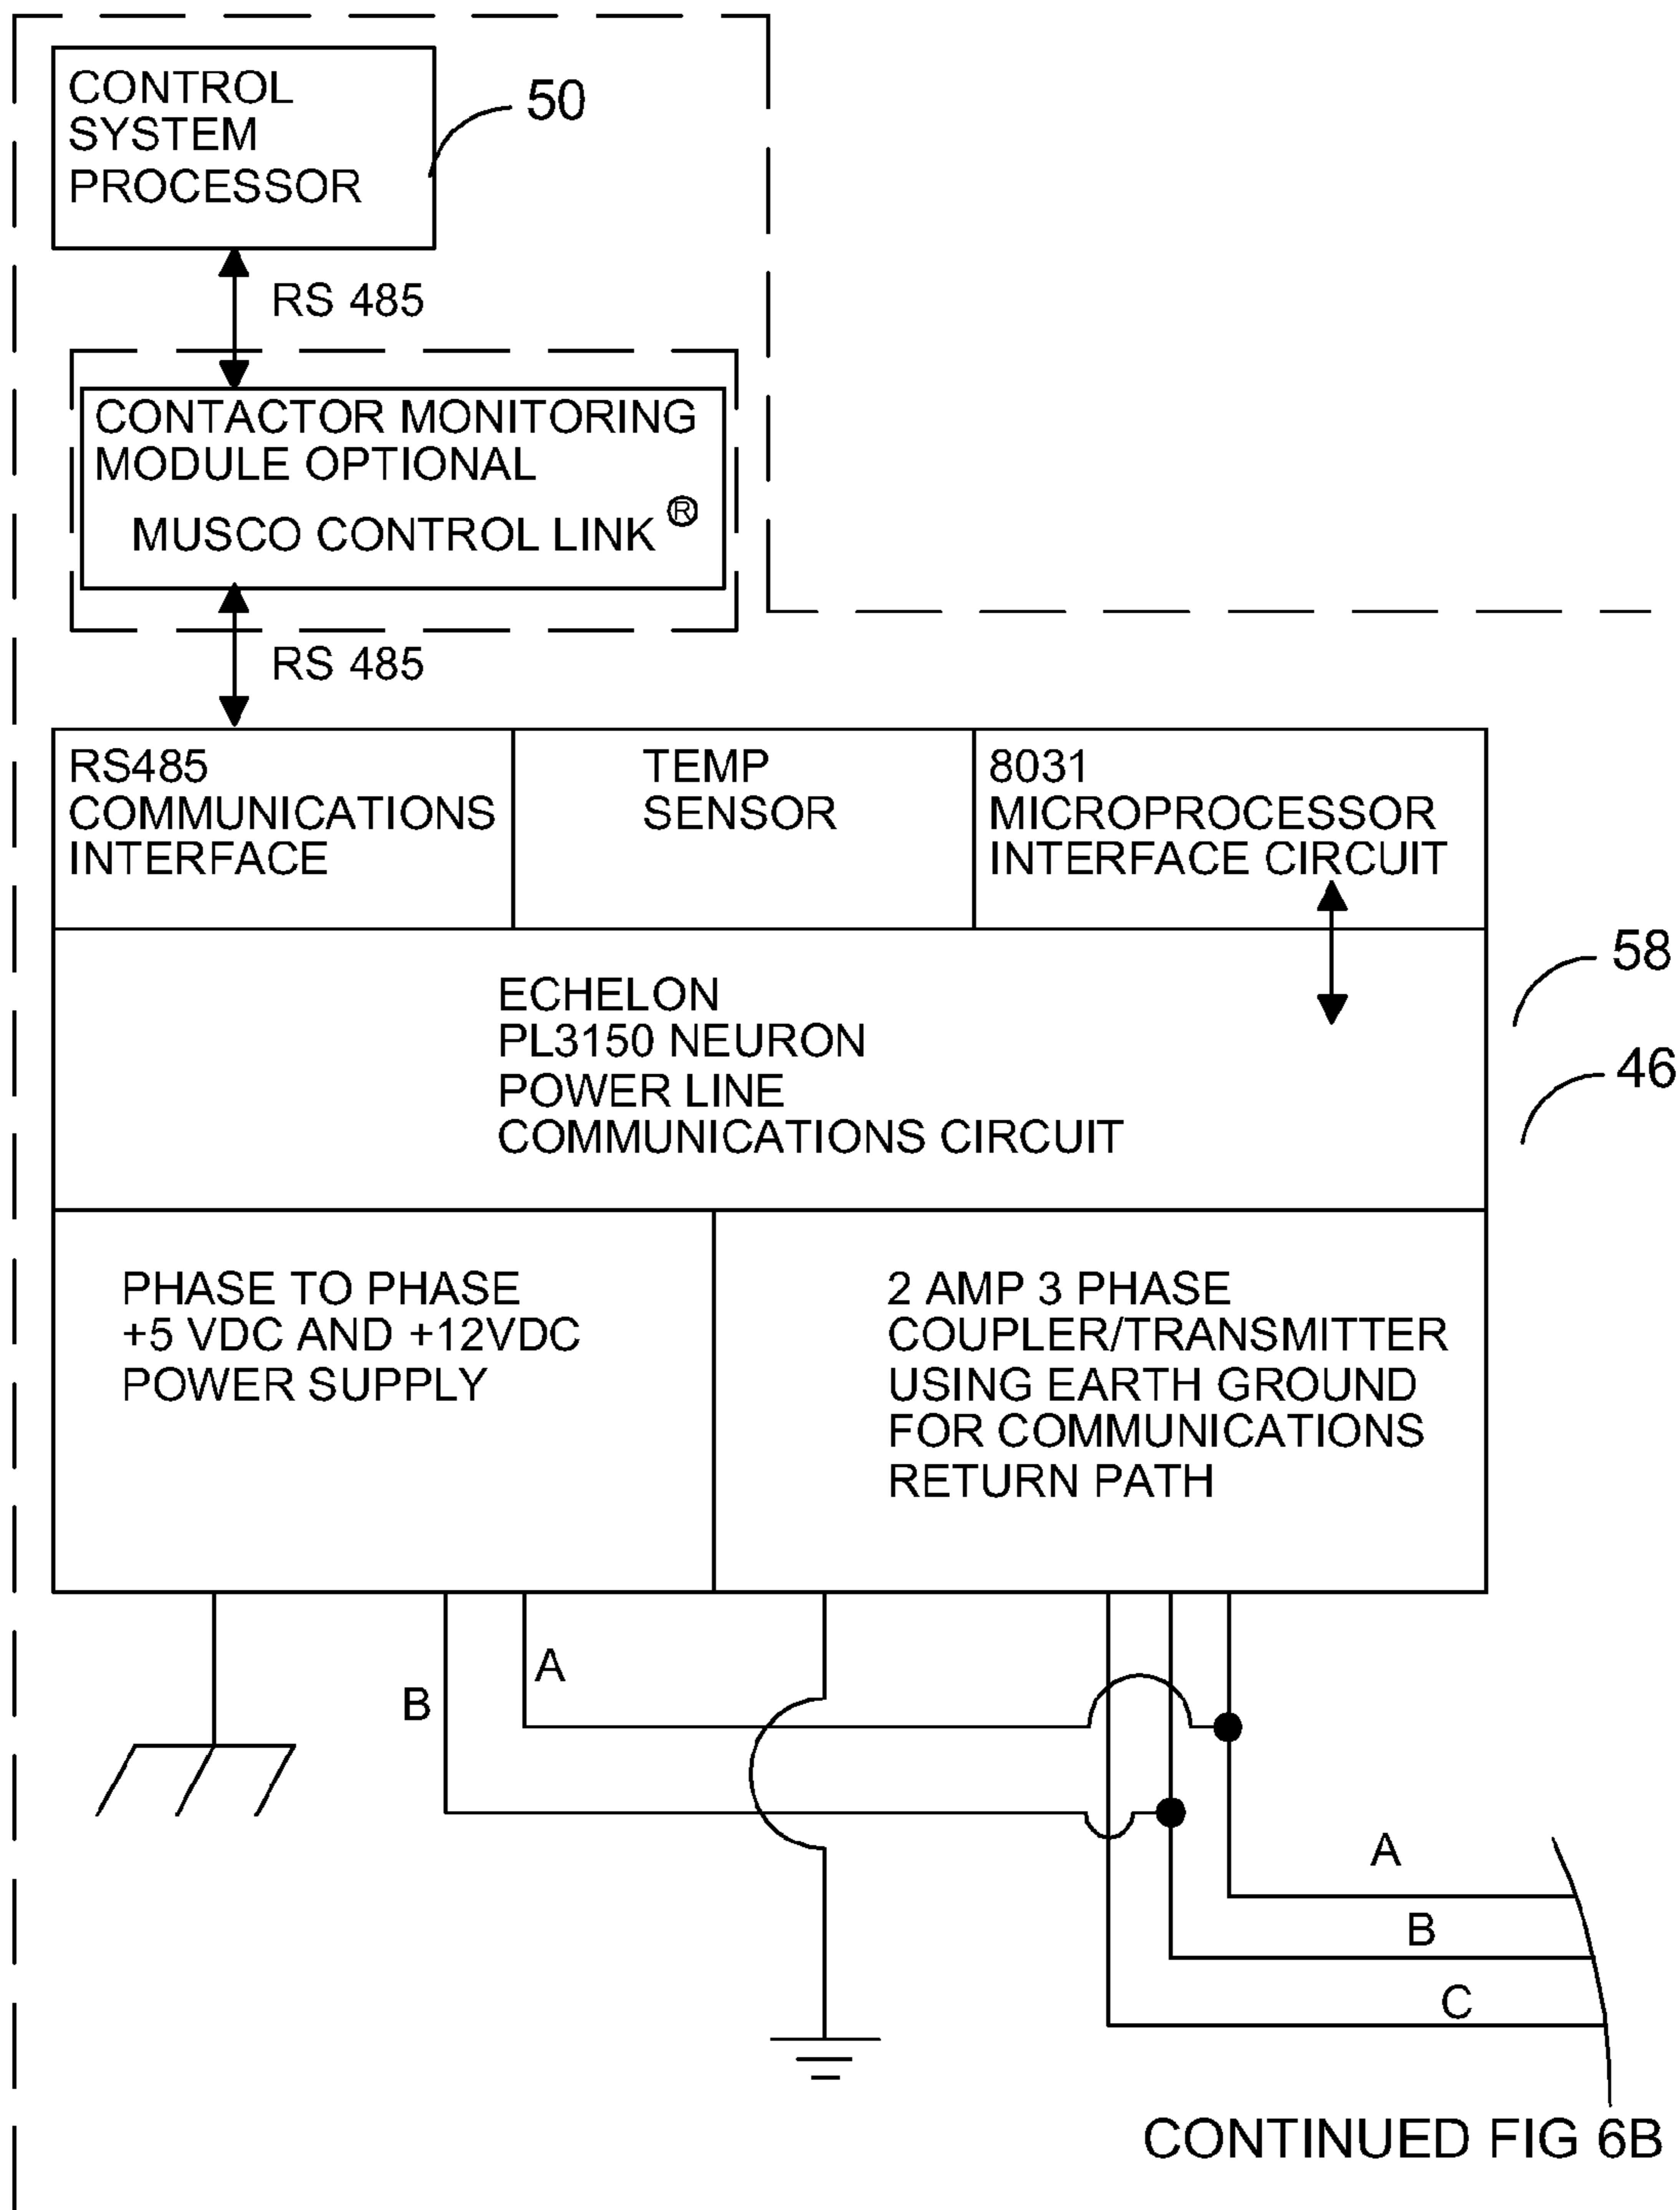 CONTROL
SYSTEM
PROCESSOR
50
RS 485
CONTACTOR MONITORING
MODULE OPTIONAL
MUSCO CONTROL LINK ®
RS 485
RS485
COMMUNICATIONS
INTERFACE
TEMP
SENSOR
8031
MICROPROCESSOR
INTERFACE CIRCUIT
58
46
ECHELON
PL3150 NEURON
POWER LINE
COMMUNICATIONS CIRCUIT
PHASE TO PHASE
+5 VDC AND +12VDC
POWER SUPPLY
2 AMP 3 PHASE
COUPLER/TRANSMITTER
USING EARTH GROUND
FOR COMMUNICATIONS
RETURN PATH
A
B
A
B
C
CONTINUED FIG 6B